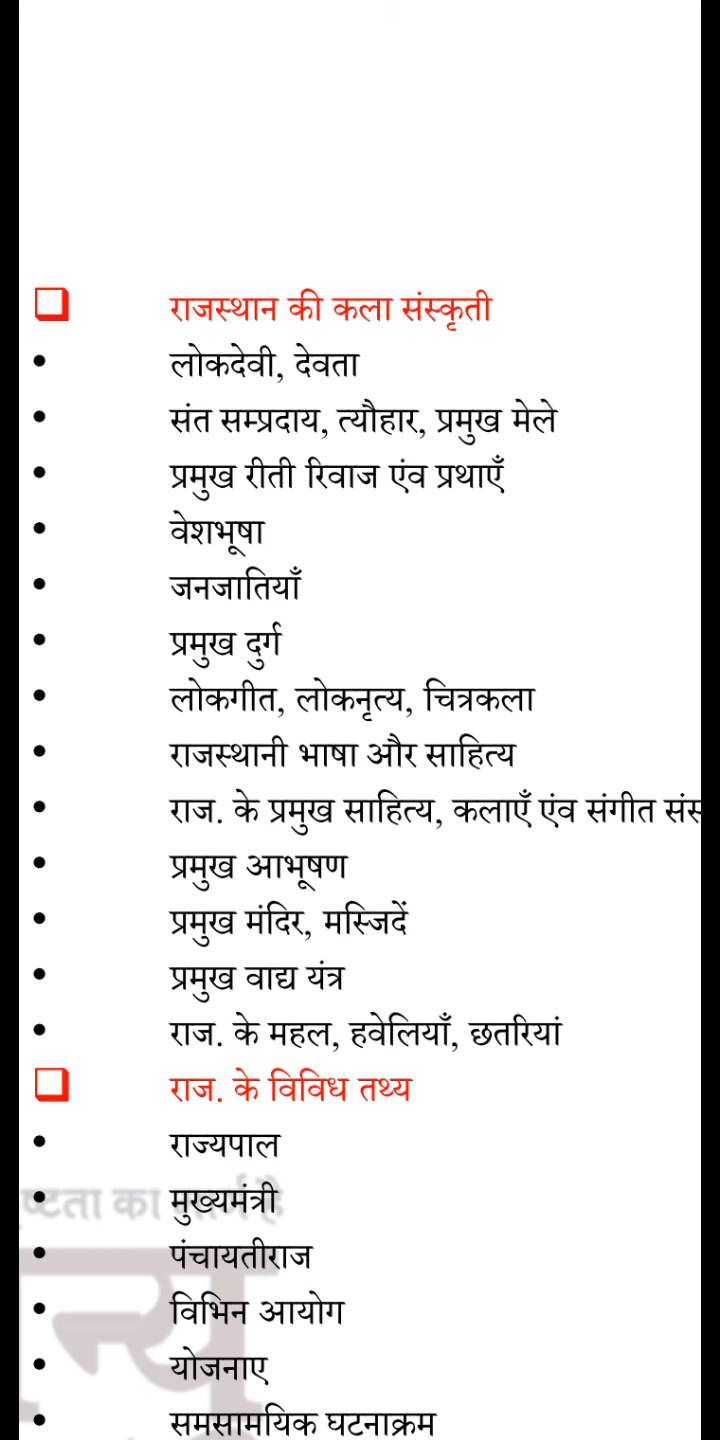 ❑ राजस्थान की कला संस्कृती
• लोकदेवी, देवता
• संत सम्प्रदाय, त्यौहार, प्रमुख मेले
• प्रमुख रीती रिवाज एंव प्रथाएँ
• वेशभूषा
• जनजातियाँ
• प्रमुख दुर्ग
• लोकगीत, लोकनृत्य, चित्रकला
• राजस्थानी भाषा और साहित्य
• राज. के प्रमुख साहित्य, कलाएँ एंव संगीत
• प्रमुख आभूषण
• प्रमुख मंदिर, मस्जिदें
• प्रमुख वाद्य यंत्र
• राज. के महल, हवेलियाँ, छतरियां
❑ राज. के विविध तथ्य
• राज्यपाल
• मुख्यमंत्री
• पंचायतीराज
• विभिन आयोग
• योजनाए
• समसामयिक घटनाक्रम